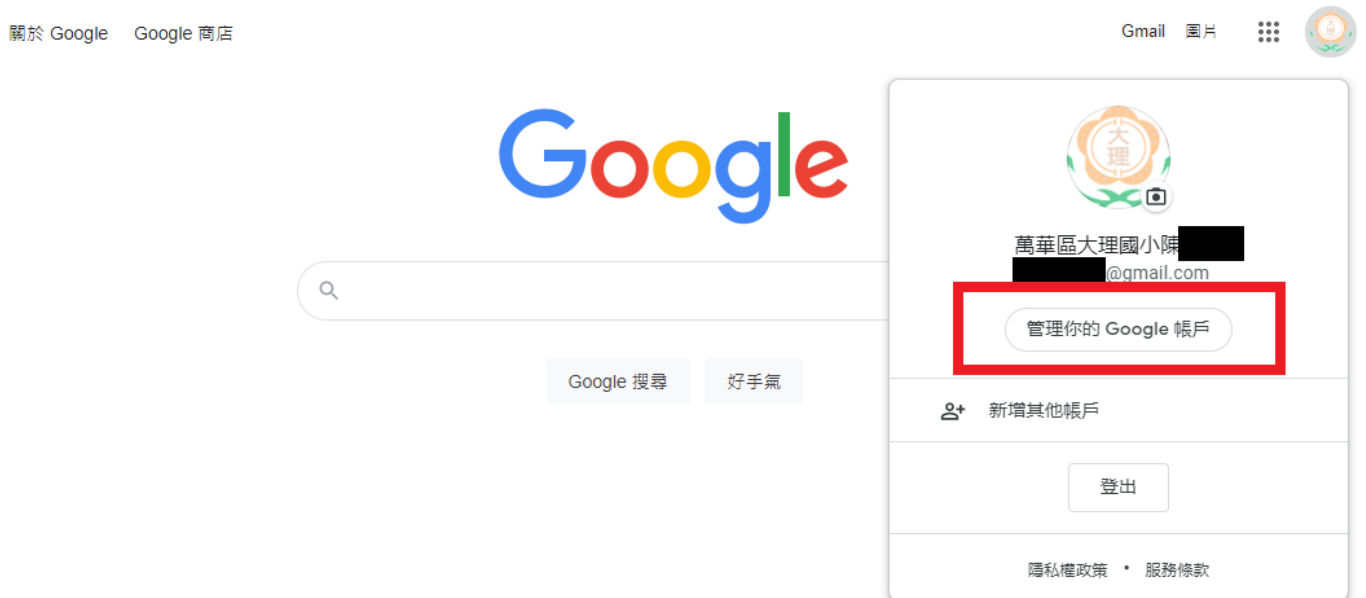 關於 Google Google 商店
Gmail 圖片
大
理
Google
大
理
萬華區大理國小陳
@gmail.com
管理你的 Google 帳戶
Google 搜尋 好手氣
新增其他帳戶
登出
隱私權政策 • 服務條款